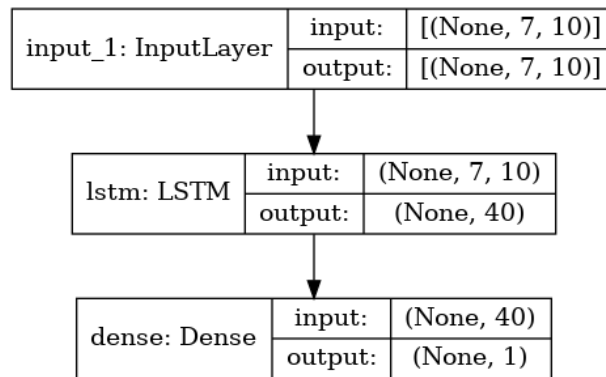 input_1: InputLayer
input: [(None, 7, 10)]
output: [(None, 7, 10)]
lstm: LSTM
input: (None, 7, 10)
output: (None, 40)
dense: Dense
input: (None, 40)
output: (None, 1)